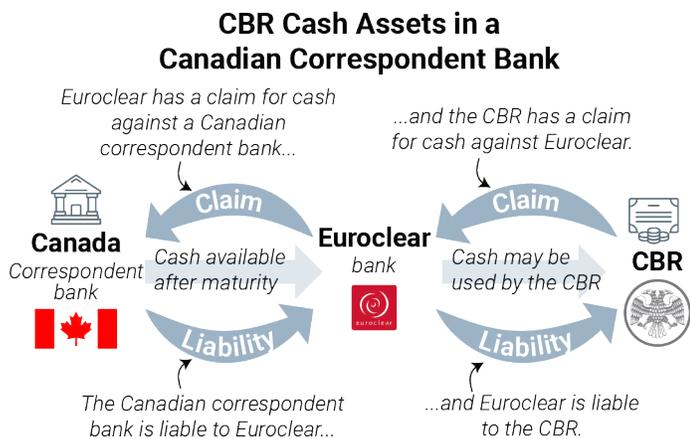 CBR Cash Assets in a
Canadian Correspondent Bank
Euroclear has a claim for cash
against a Canadian
correspondent bank...
...and the CBR has a claim
for cash against Euroclear.
Claim
Claim
Canada
Correspondent
bank
Cash available
after maturity
Euroclear
bank
euroclear
Cash may be
used by the CBR
CBR
Liability
Liability
The Canadian correspondent
bank is liable to Euroclear...
...and Euroclear is liable
to the CBR.